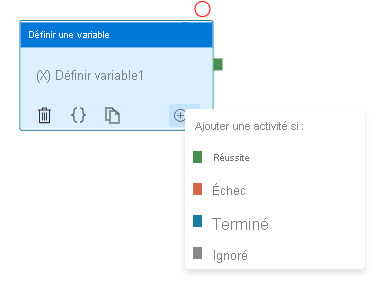 Définir une variable
(X) Définir variable1
{}
Ajouter une activité si :
Réussite
Échec
Terminé
Ignoré